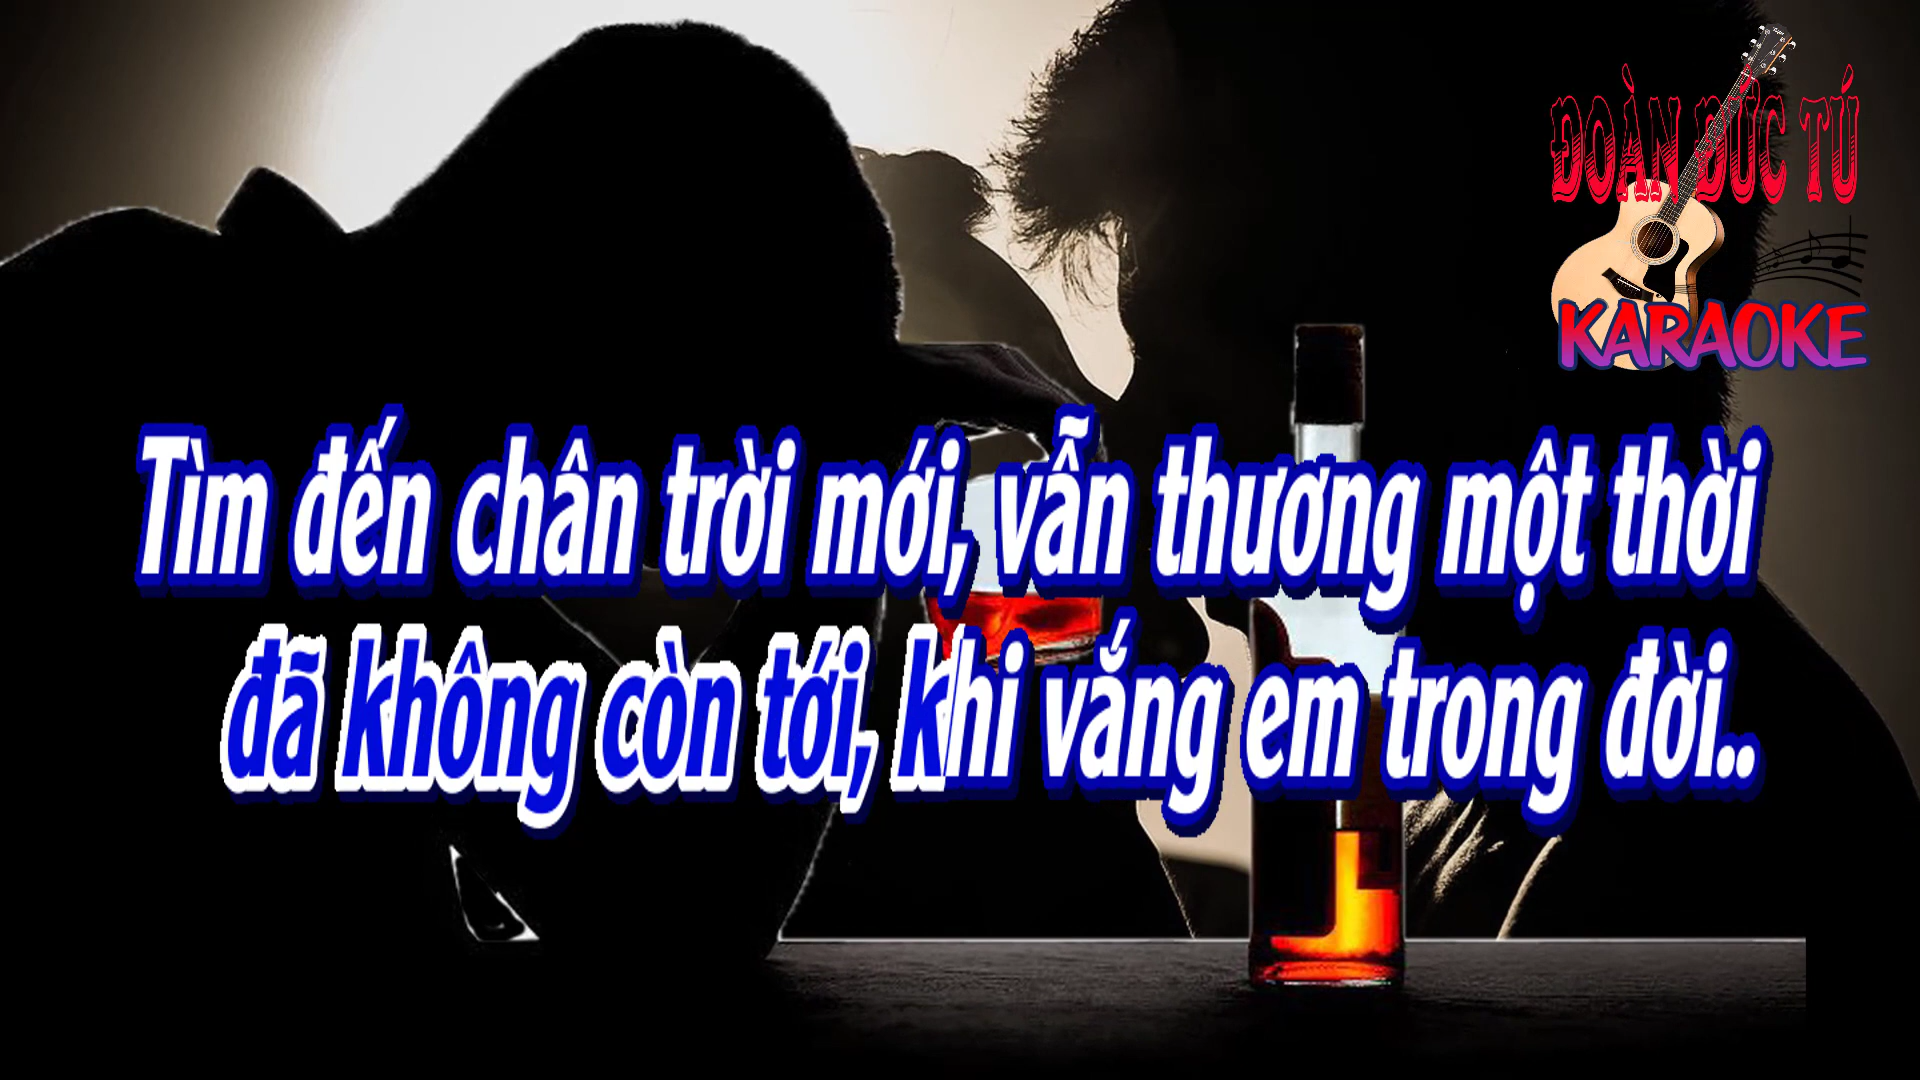 ĐOÀN ĐỨC TÚ
KARAOKE
Tìm đến chân trời mới, vẫn thương một thời
đã không còn tới, khi vắng em trong đời..